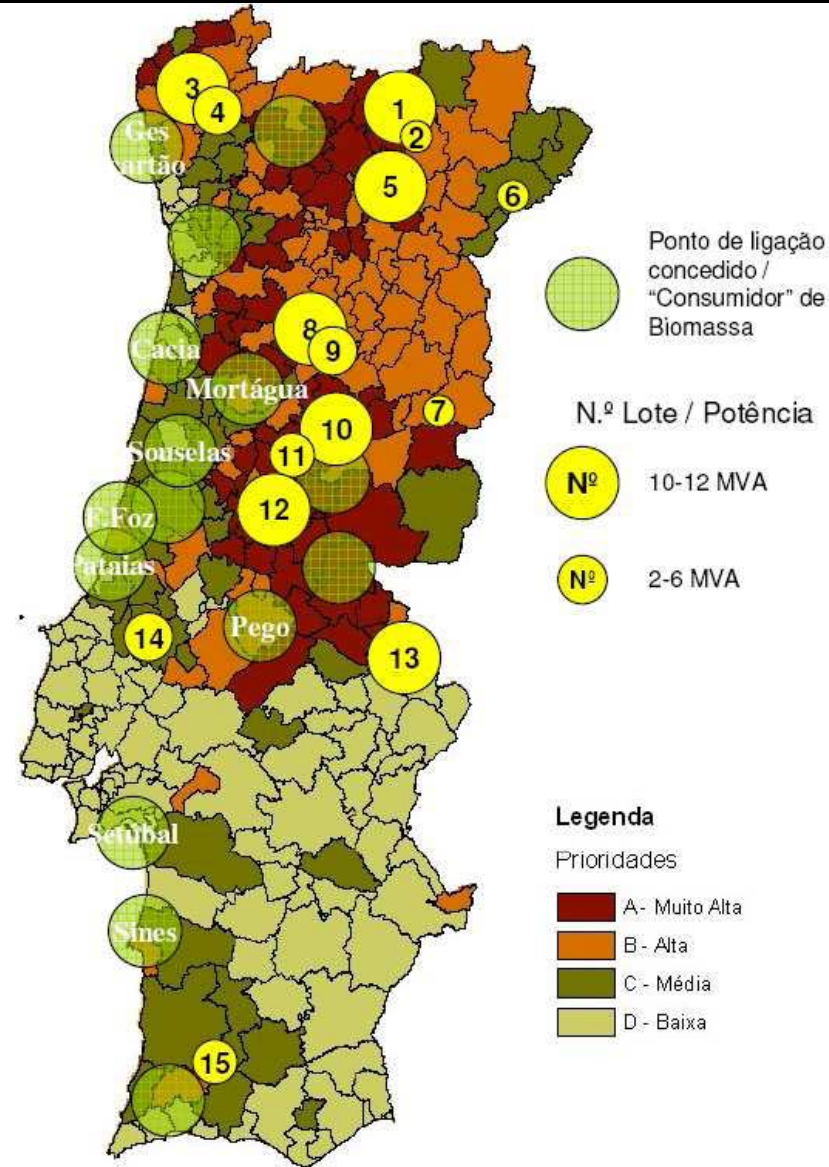 3
4
1
2
5
6
Ges
artão
Ponto de ligação
concedido /
“Consumidor” de
Biomassa
8
9
Cacia
Mortágua
7
10
11
Souselas
12
F.Foz
Pataias
Pego
14
13
N.º Lote / Potência
Nº 10-12 MVA
Nº 2-6 MVA
Setúbal
Sines
15
Legenda
Prioridades
A - Muito Alta
B - Alta
C - Média
D - Baixa